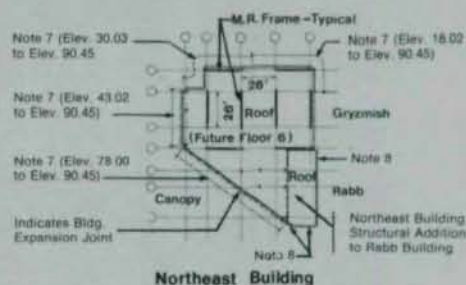 M.R. Frame-Typical
Note 7 (Elev. 30.03
to Elev. 90.45)
Note 7 (Elev. 18.02
to Elev. 90.45)
26'
Note 7 (Elev. 43.02
to Elev. 90.45)
26'
Roof
Gryzmish
(Future Floor 6)
Note 7 (Elev. 78.00
to Elev. 90.45)
Note 8
Roof
Rabb
Canopy
Indicates Bldg.
Expansion Joint
Northeast Building
Structural Addition
to Rabb Building
Note 8
Northeast Building